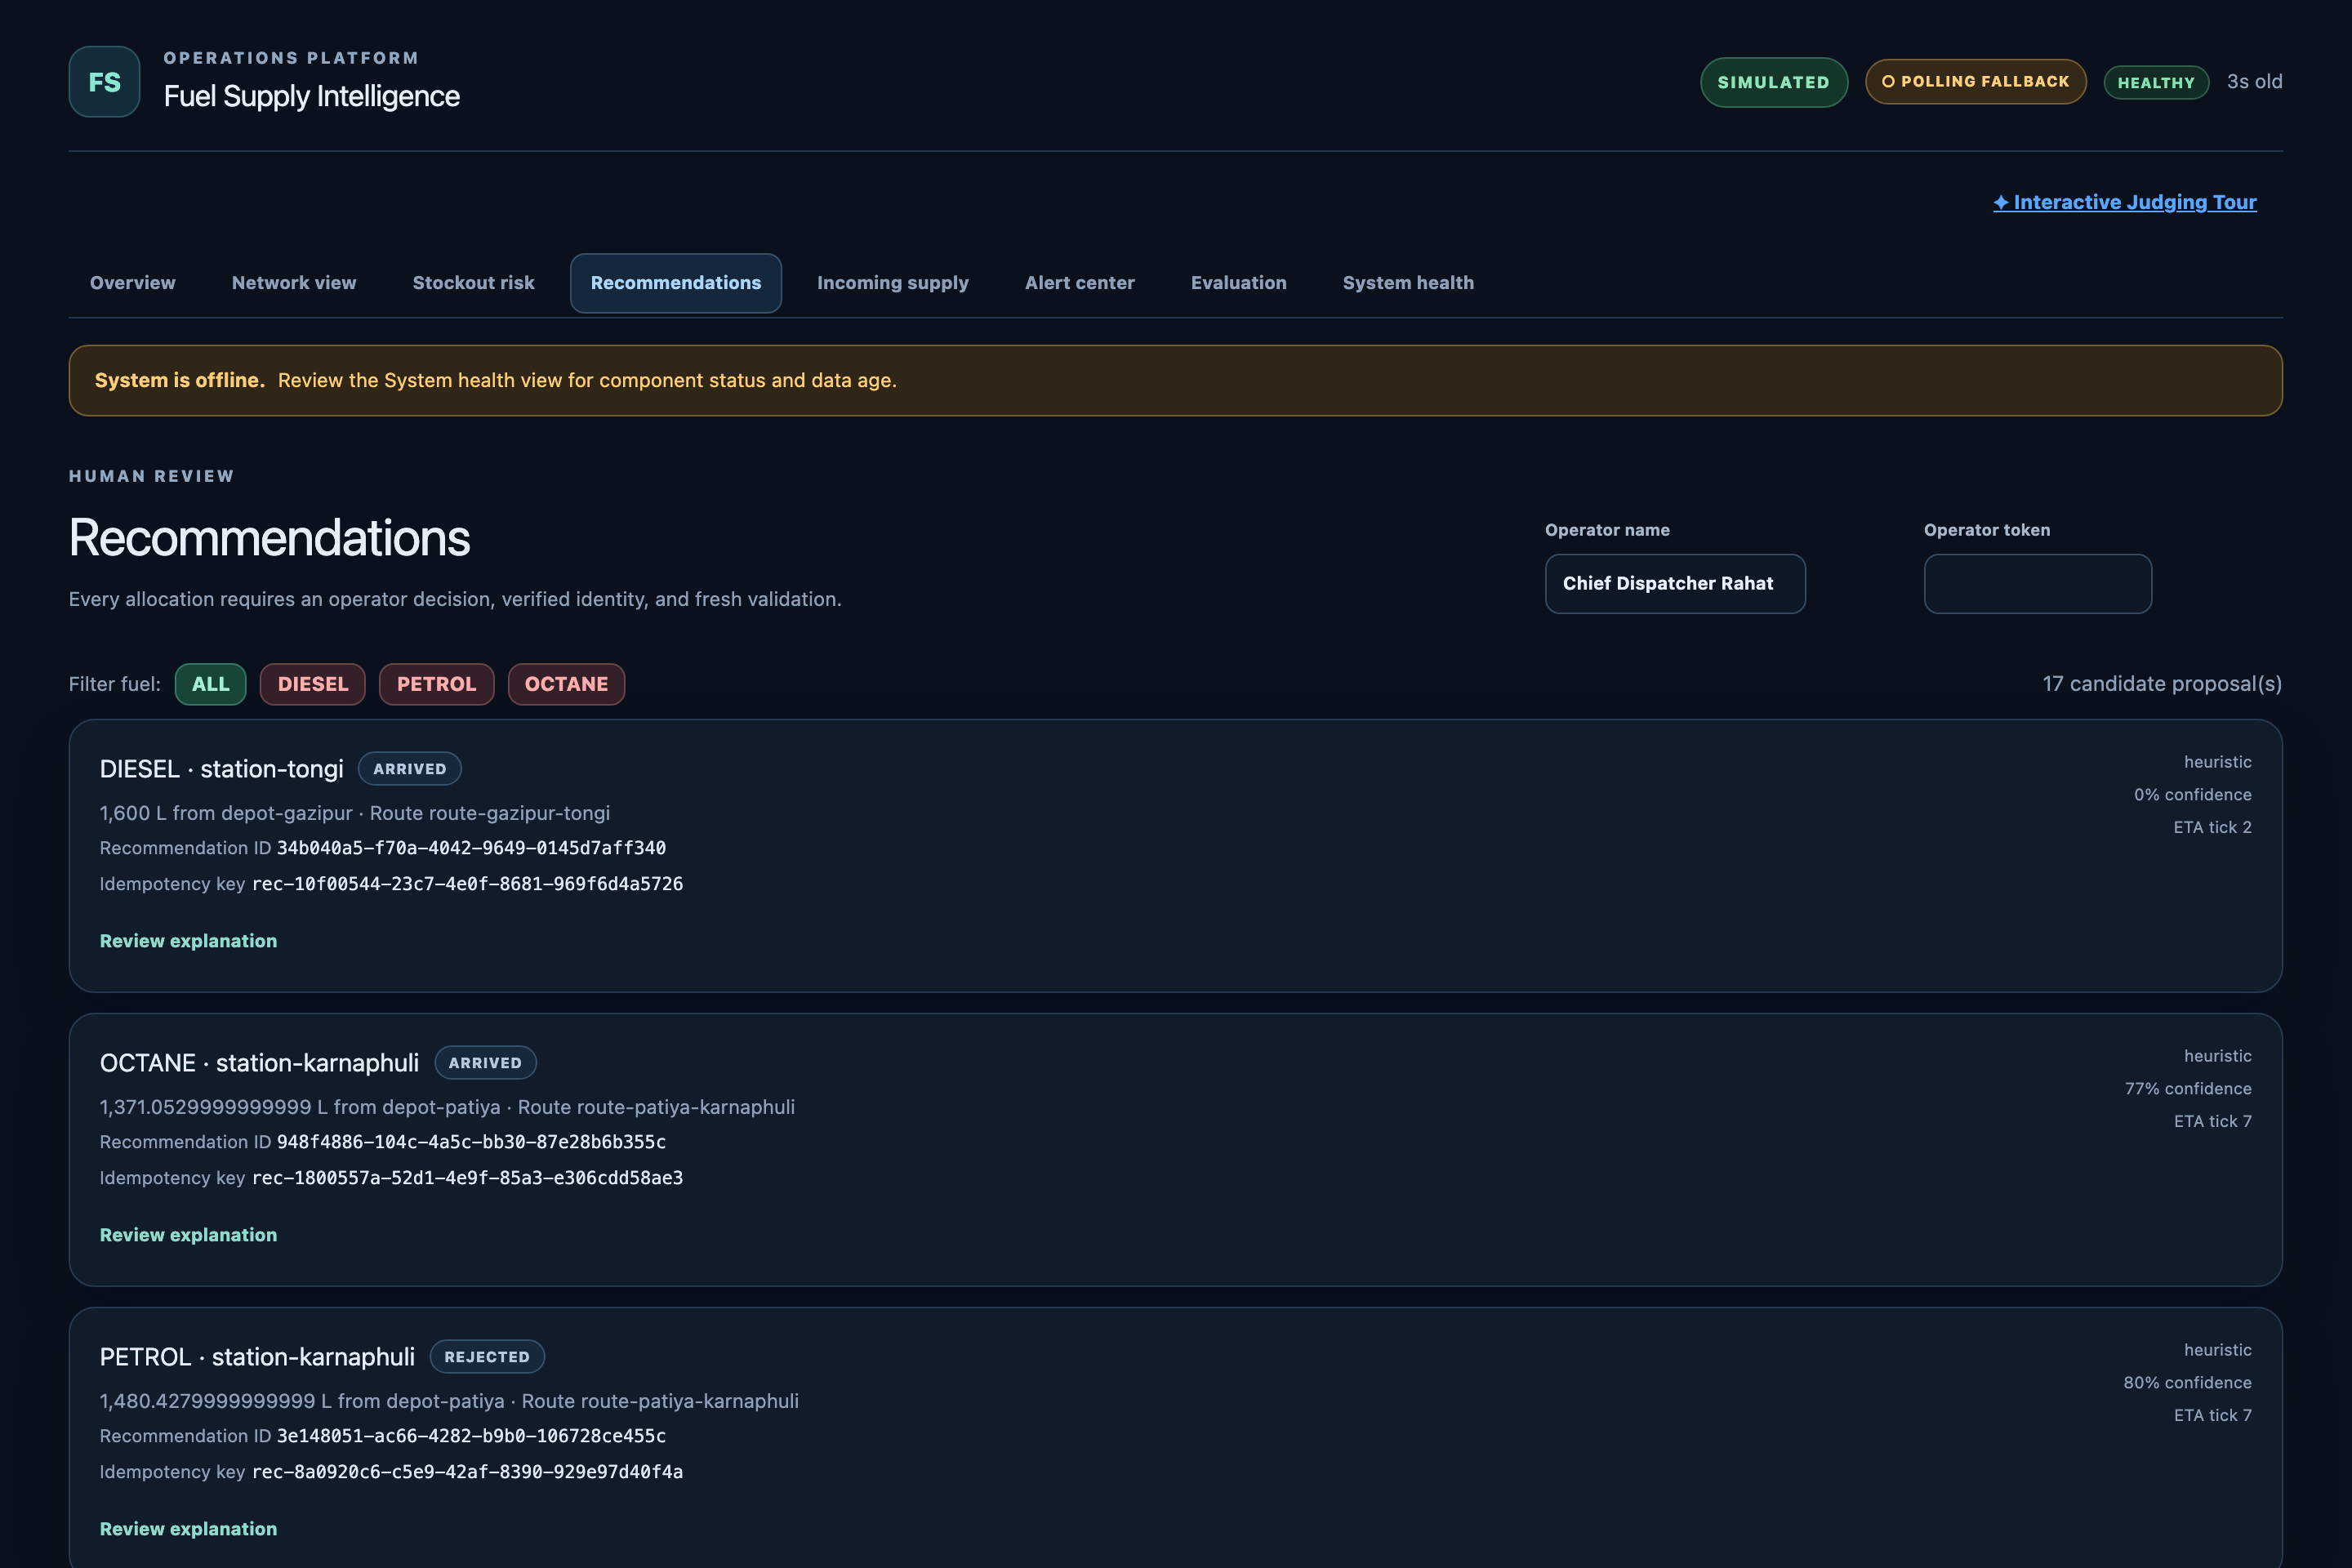 FS
OPERATIONS PLATFORM
Fuel Supply Intelligence
SIMULATED
POLLING FALLBACK
HEALTHY
3s old
✦ Interactive Judging Tour
Overview
Network view
Stockout risk
Recommendations
Incoming supply
Alert center
Evaluation
System health
System is offline. Review the System health view for component status and data age.
HUMAN REVIEW
Recommendations
Every allocation requires an operator decision, verified identity, and fresh validation.
Operator name
Chief Dispatcher Rahat
Operator token
Filter fuel: ALL DIESEL PETROL OCTANE
17 candidate proposal(s)
DIESEL · station-tongi ARRIVED
1,600 L from depot-gazipur · Route route-gazipur-tongi
Recommendation ID 34b040a5-f70a-4042-9649-0145d7aff340
Idempotency key rec-10f00544-23c7-4e0f-8681-969f6d4a5726
Review explanation
heuristic
0% confidence
ETA tick 2
OCTANE · station-karnaphuli ARRIVED
1,371.0529999999999 L from depot-patiya · Route route-patiya-karnaphuli
Recommendation ID 948f4886-104c-4a5c-bb30-87e28b6b355c
Idempotency key rec-1800557a-52d1-4e9f-85a3-e306cdd58ae3
Review explanation
heuristic
77% confidence
ETA tick 7
PETROL · station-karnaphuli REJECTED
1,480.4279999999999 L from depot-patiya · Route route-patiya-karnaphuli
Recommendation ID 3e148051-ac66-4282-b9b0-106728ce455c
Idempotency key rec-8a0920c6-c5e9-42af-8390-929e97d40f4a
Review explanation
heuristic
80% confidence
ETA tick 7